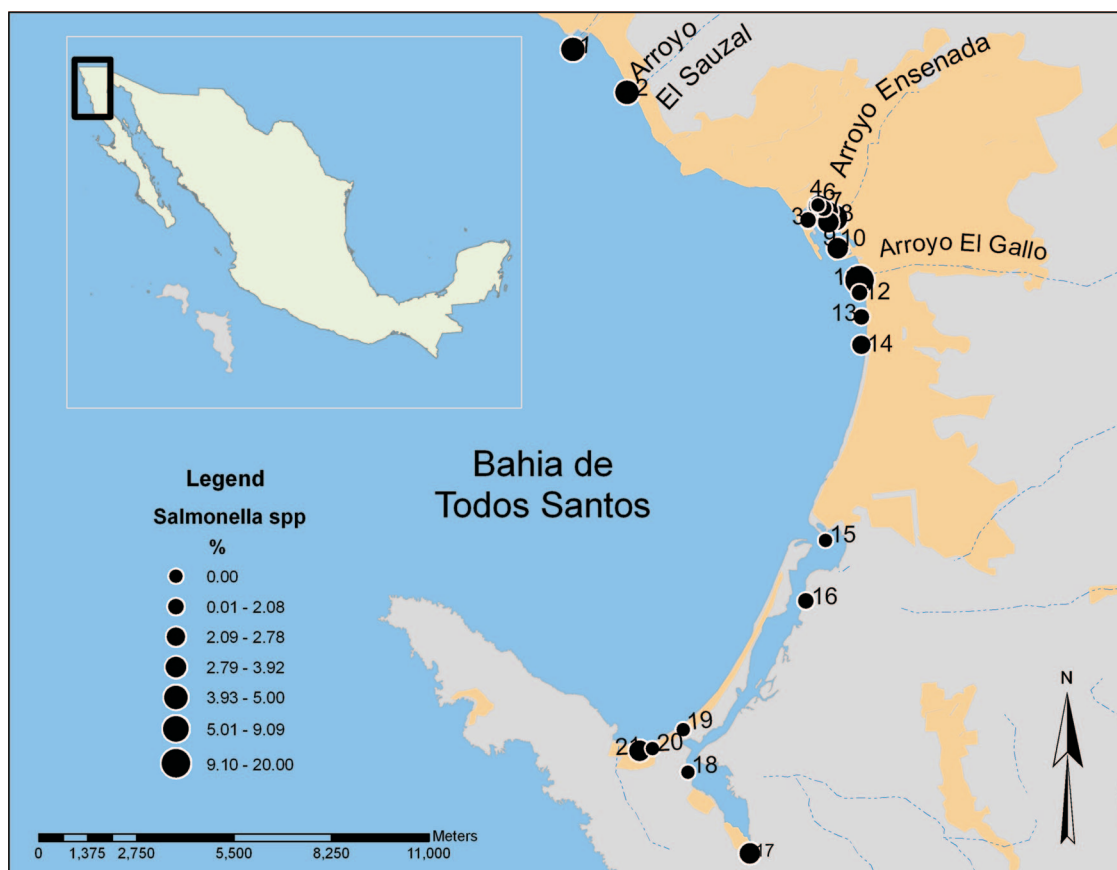 1
2
Arroyo
El Sauzal
Arroyo Ensenada
46
3
8
9 10
Arroyo El Gallo
12
13
14
Bahia de
Todos Santos
Legend
Salmonella spp
%
0.00
0.01 - 2.08
2.09 - 2.78
2.79 - 3.92
3.93 - 5.00
5.01 - 9.09
9.10 - 20.00
15
16
19
21 20
18
17
N
Meters
0 1,375 2,750 5,500 8,250 11,000